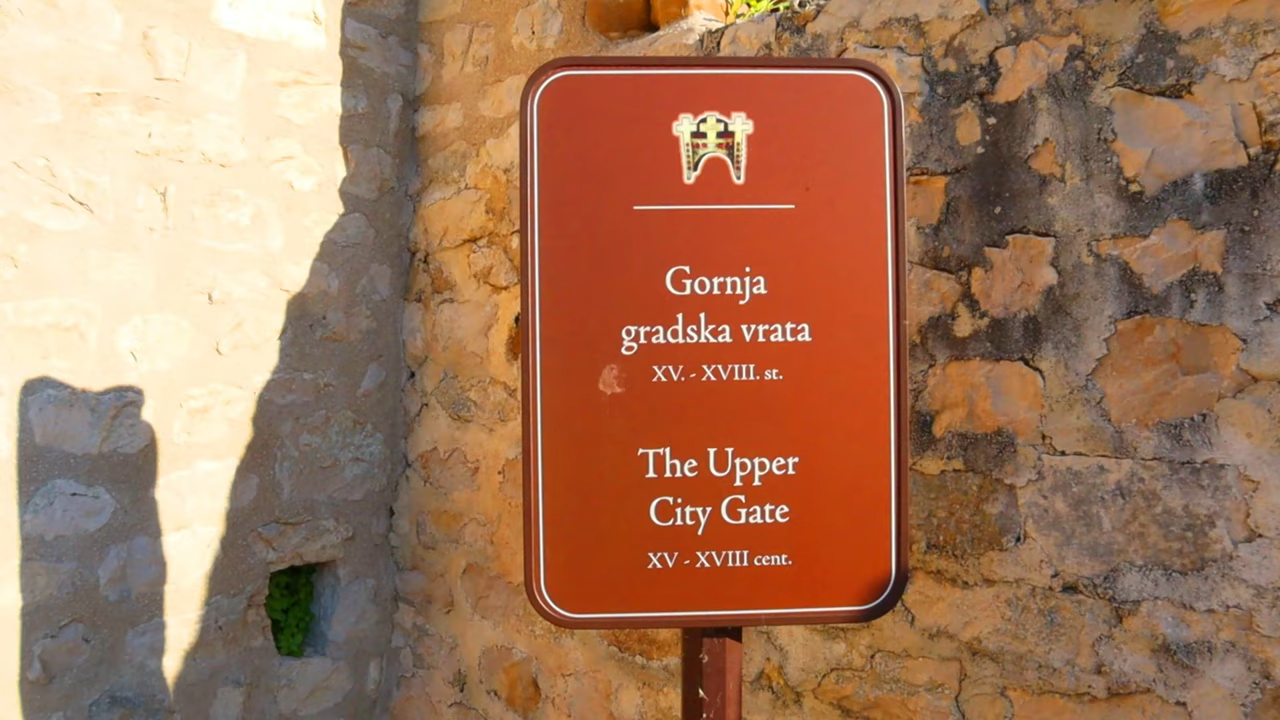 Gornja
gradska vrata
XV. - XVIII. st.
The Upper
City Gate
XV - XVIII cent.